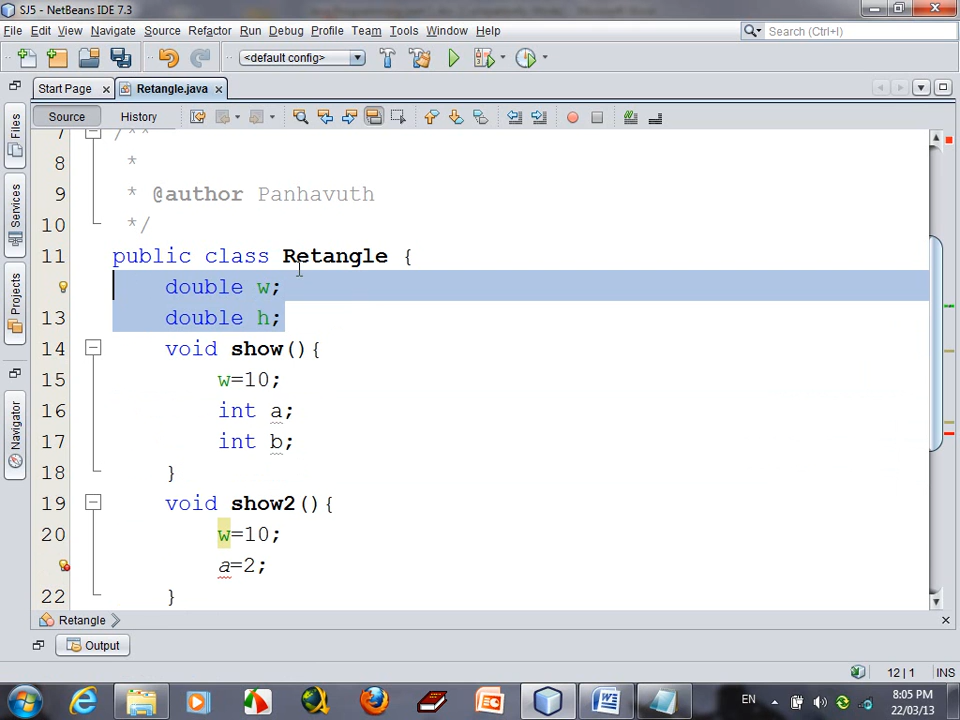 SJ5 - NetBeans IDE 7.3
File Edit View Navigate Source Refactor Run Debug Profile Team Tools Window Help
Search (Ctrl+I)
<default config>
Start Page
Retangle.java
Source History
Files
Services
Projects
Navigator
7 /**
8 *
9 * @author Panhavuth
10 */
11 public class Retangle {
double w;
13 double h;
14 void show(){
15 w=10;
16 int a;
17 int b;
18 }
19 void show2(){
20 w=10;
a=2;
22 }
Retangle
Output
12 | 1 INS
EN
8:05 PM
22/03/13